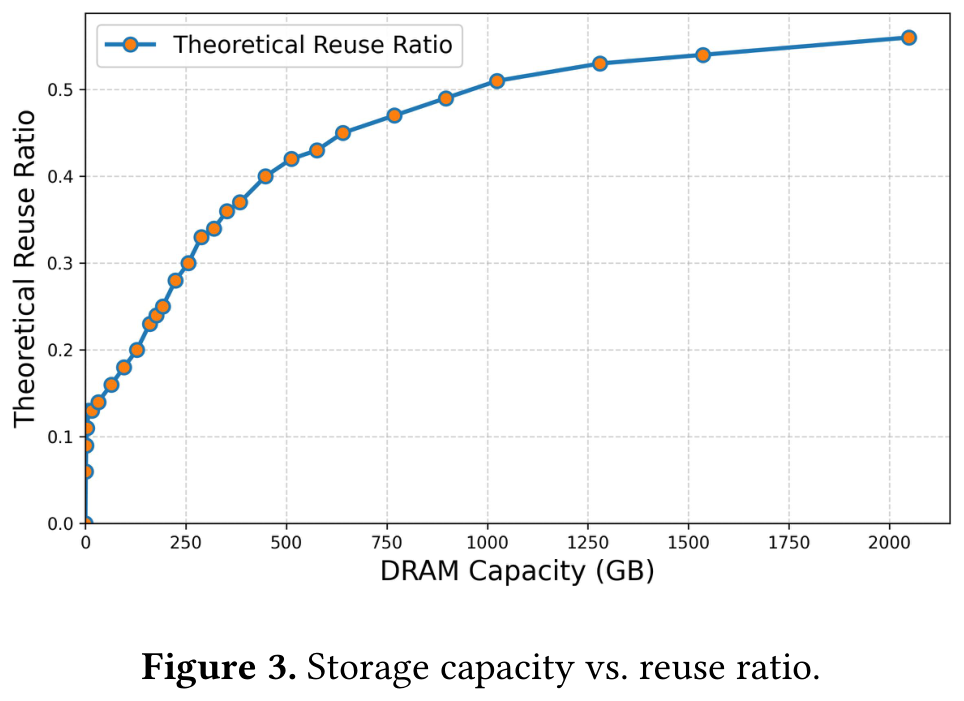 Theoretical Reuse Ratio
Theoretical Reuse Ratio
0.5
0.4
0.3
0.2
0.1
0.0
0 250 500 750 1000 1250 1500 1750 2000
DRAM Capacity (GB)
Figure 3. Storage capacity vs. reuse ratio.